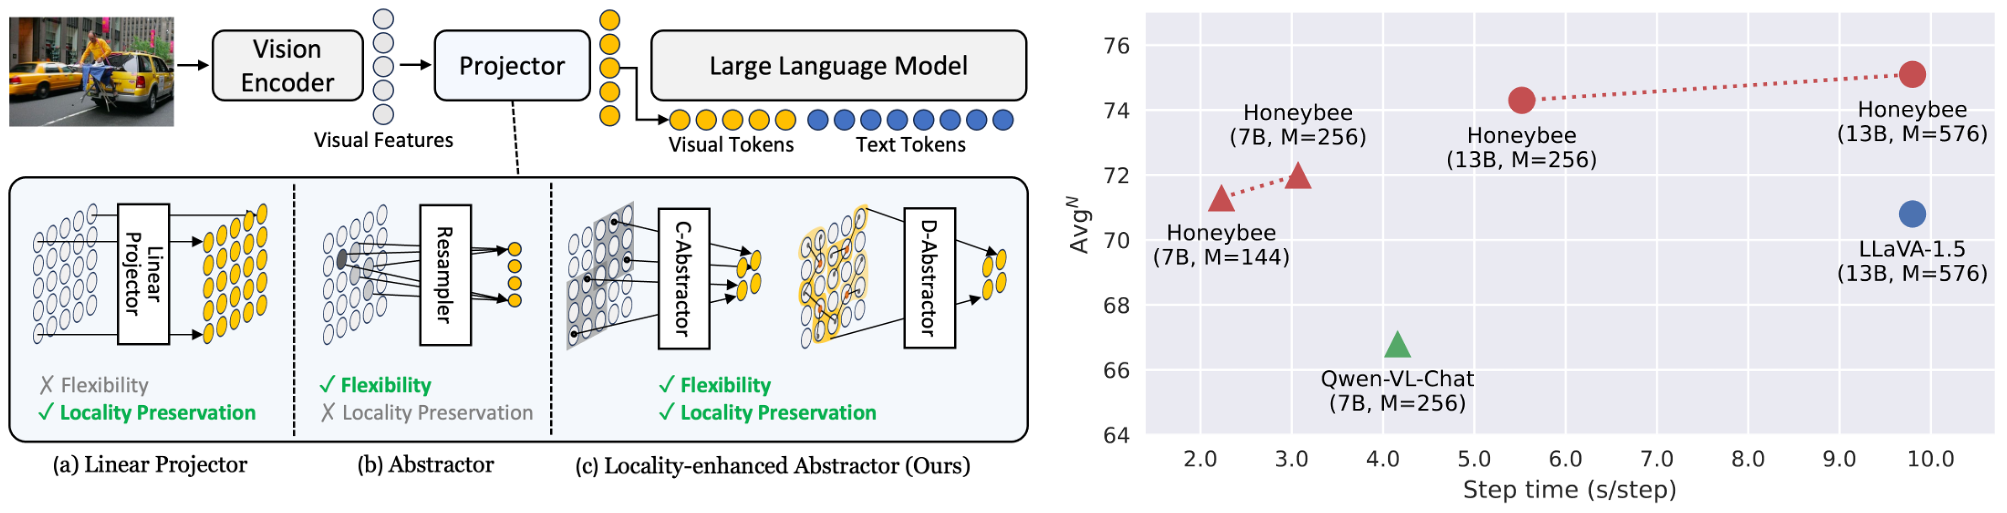 Vision
Encoder
Projector
Large Language Model
Visual Features
Visual Tokens
Text Tokens
Linear
Projector
Resampler
C-Abstractor
D-Abstractor
✗ Flexibility
✓ Locality Preservation
✓ Flexibility
✗ Locality Preservation
✓ Flexibility
✓ Locality Preservation
(a) Linear Projector
(b) Abstractor
(c) Locality-enhanced Abstractor (Ours)
76
74
72
70
68
66
64
Avgᴺ
Honeybee
(7B, M=256)
Honeybee
(7B, M=144)
Honeybee
(13B, M=256)
Honeybee
(13B, M=576)
LLaVA-1.5
(13B, M=576)
Qwen-VL-Chat
(7B, M=256)
2.0 3.0 4.0 5.0 6.0 7.0 8.0 9.0 10.0
Step time (s/step)